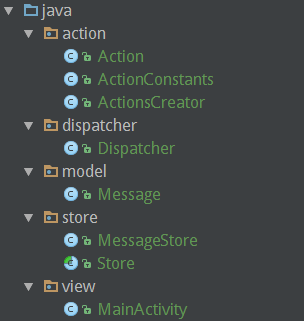 java
action
Action
ActionConstants
ActionsCreator
dispatcher
Dispatcher
model
Message
store
MessageStore
Store
view
MainActivity